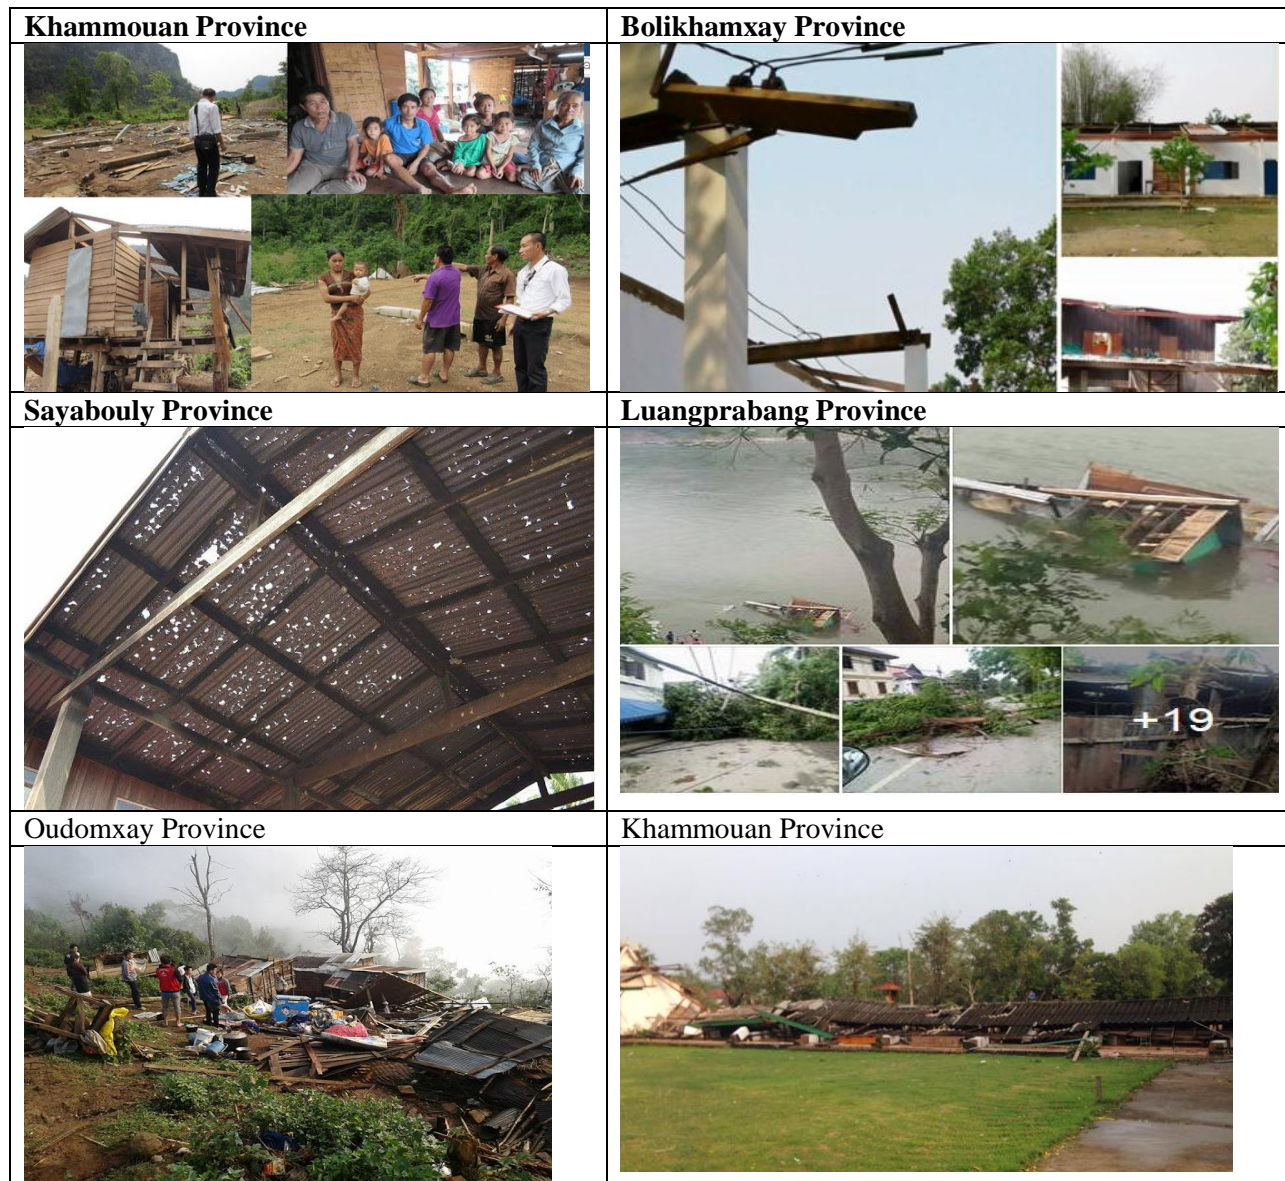 Khammouan Province
Bolikhamxay Province
Sayabouly Province
Luangprabang Province
+19
Oudomxay Province
Khammouan Province